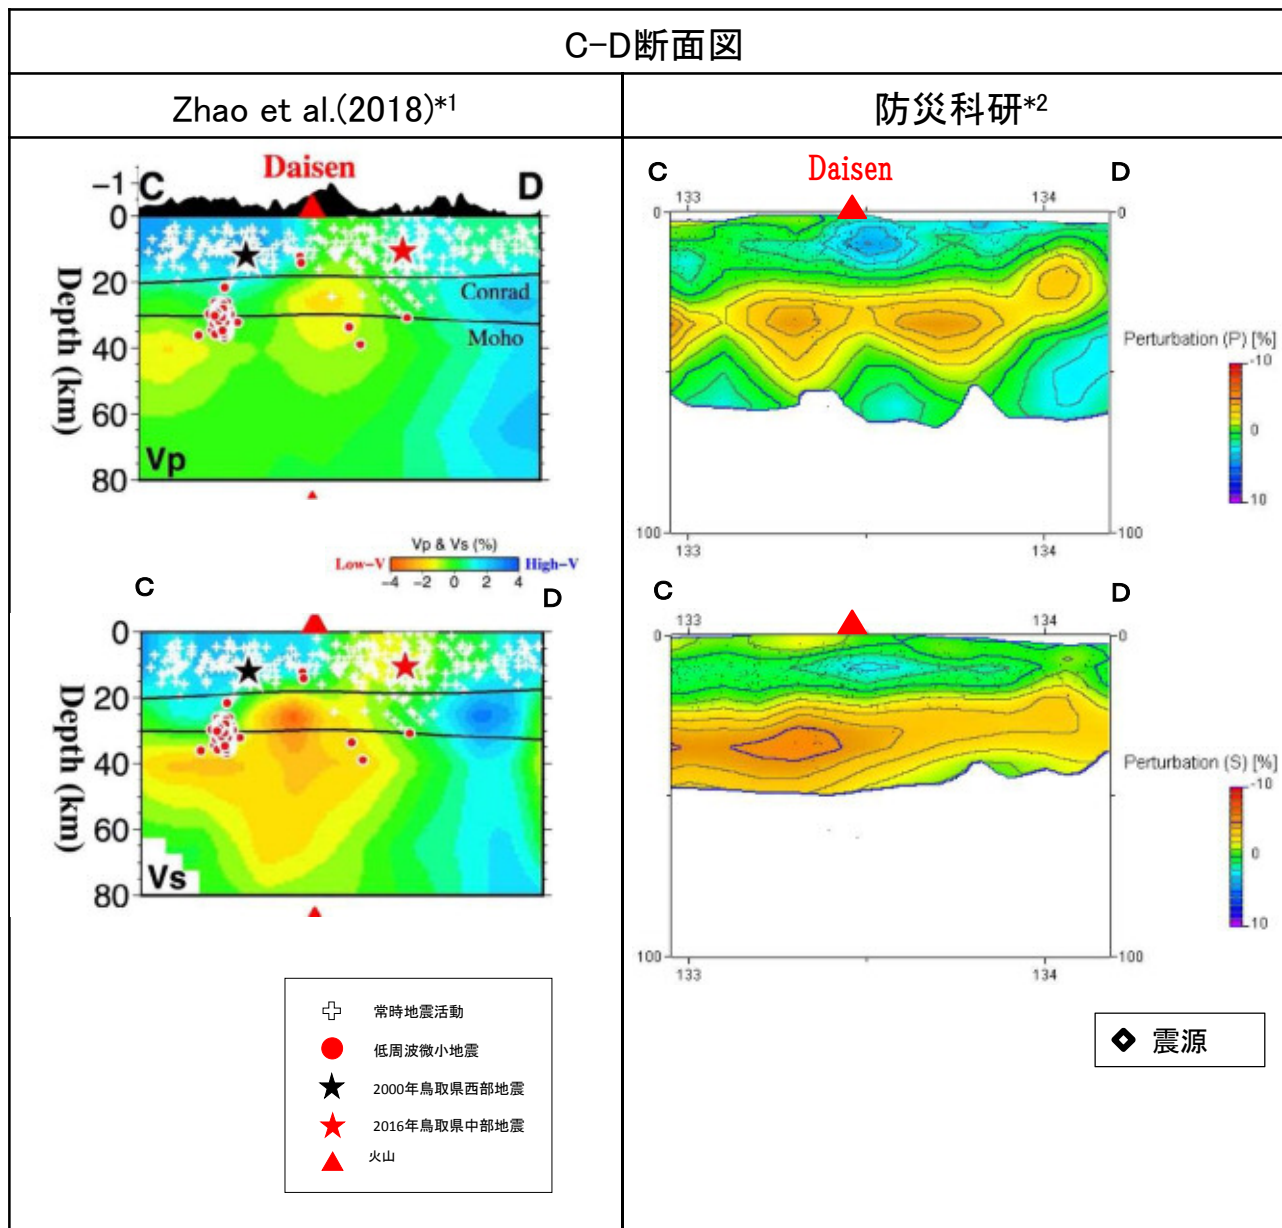 C-D断面図
Zhao et al.(2018)*1
防災科研*2
Daisen
C
D
-1
0
20
40
60
80
Depth (km)
Conrad
Moho
Vp
Vp & Vs (%)
Low-V
High-V
-4 -2 0 2 4
C
D
0
20
40
60
80
Depth (km)
Vs
常時地震活動
低周波微小地震
2000年鳥取県西部地震
2016年鳥取県中部地震
火山
Daisen
C
D
133
134
0
0
100
100
133
134
Perturbation (P) [%]
-10
0
10
C
D
133
134
0
0
100
100
133
134
Perturbation (S) [%]
-10
0
10
震源